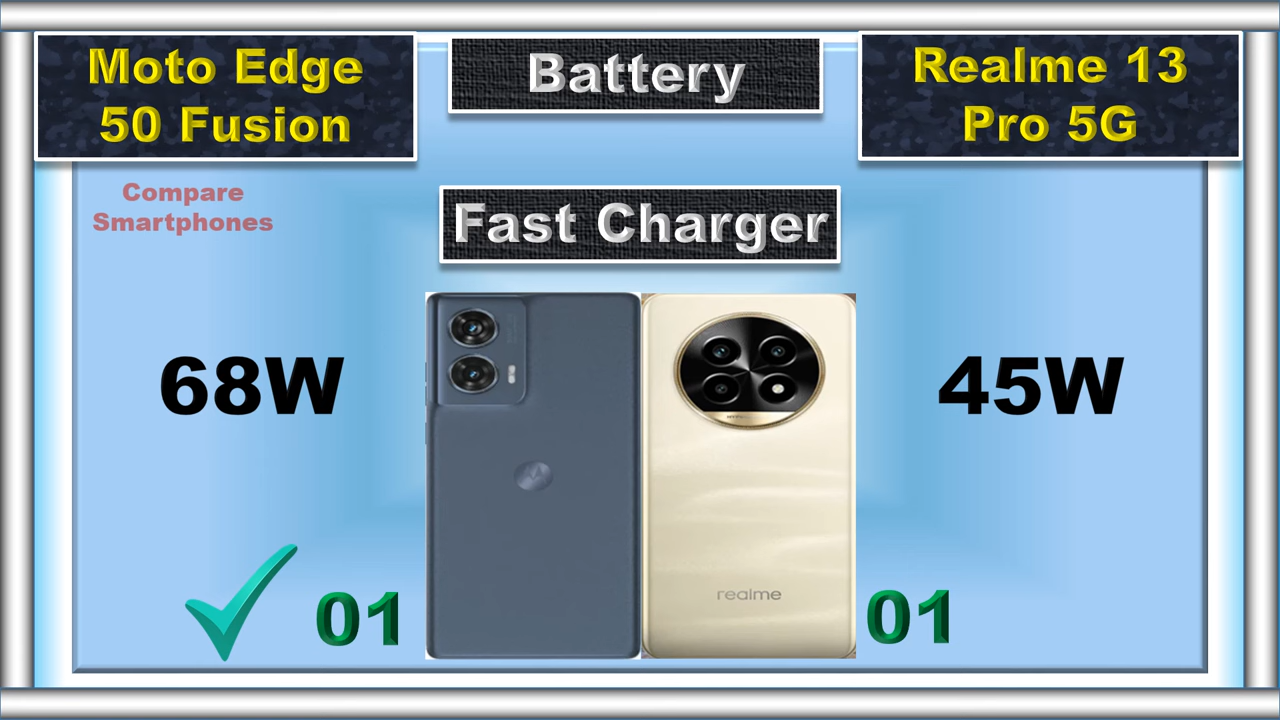 Moto Edge
50 Fusion
Battery
Realme 13
Pro 5G
Compare
Smartphones
Fast Charger
68W
45W
realme
01
01